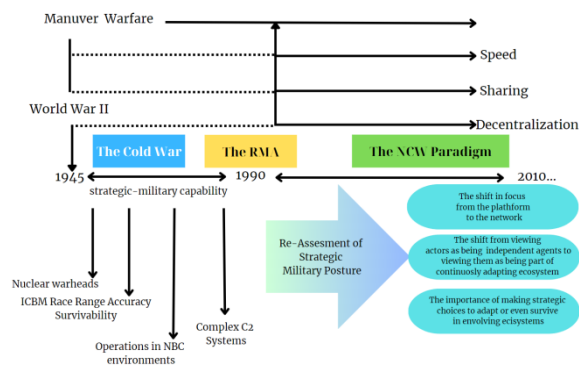 Manuver Warfare
Speed
Sharing
World War II
Decentralization
The Cold War
The RMA
The NCW Paradigm
1945
1990
2010...
strategic-military capability
Re-Assesment of
Strategic
Military Posture
The shift in focus
from the platform
to the network
The shift from viewing
actors as being independent agents to
viewing them as being part of
continuosly adapting ecosystem
The importance of making strategic
choices to adapt or even survive
in envolving ecisystems
Nuclear warheads
ICBM Race Range Accuracy
Survivability
Operations in NBC
environments
Complex C2
Systems